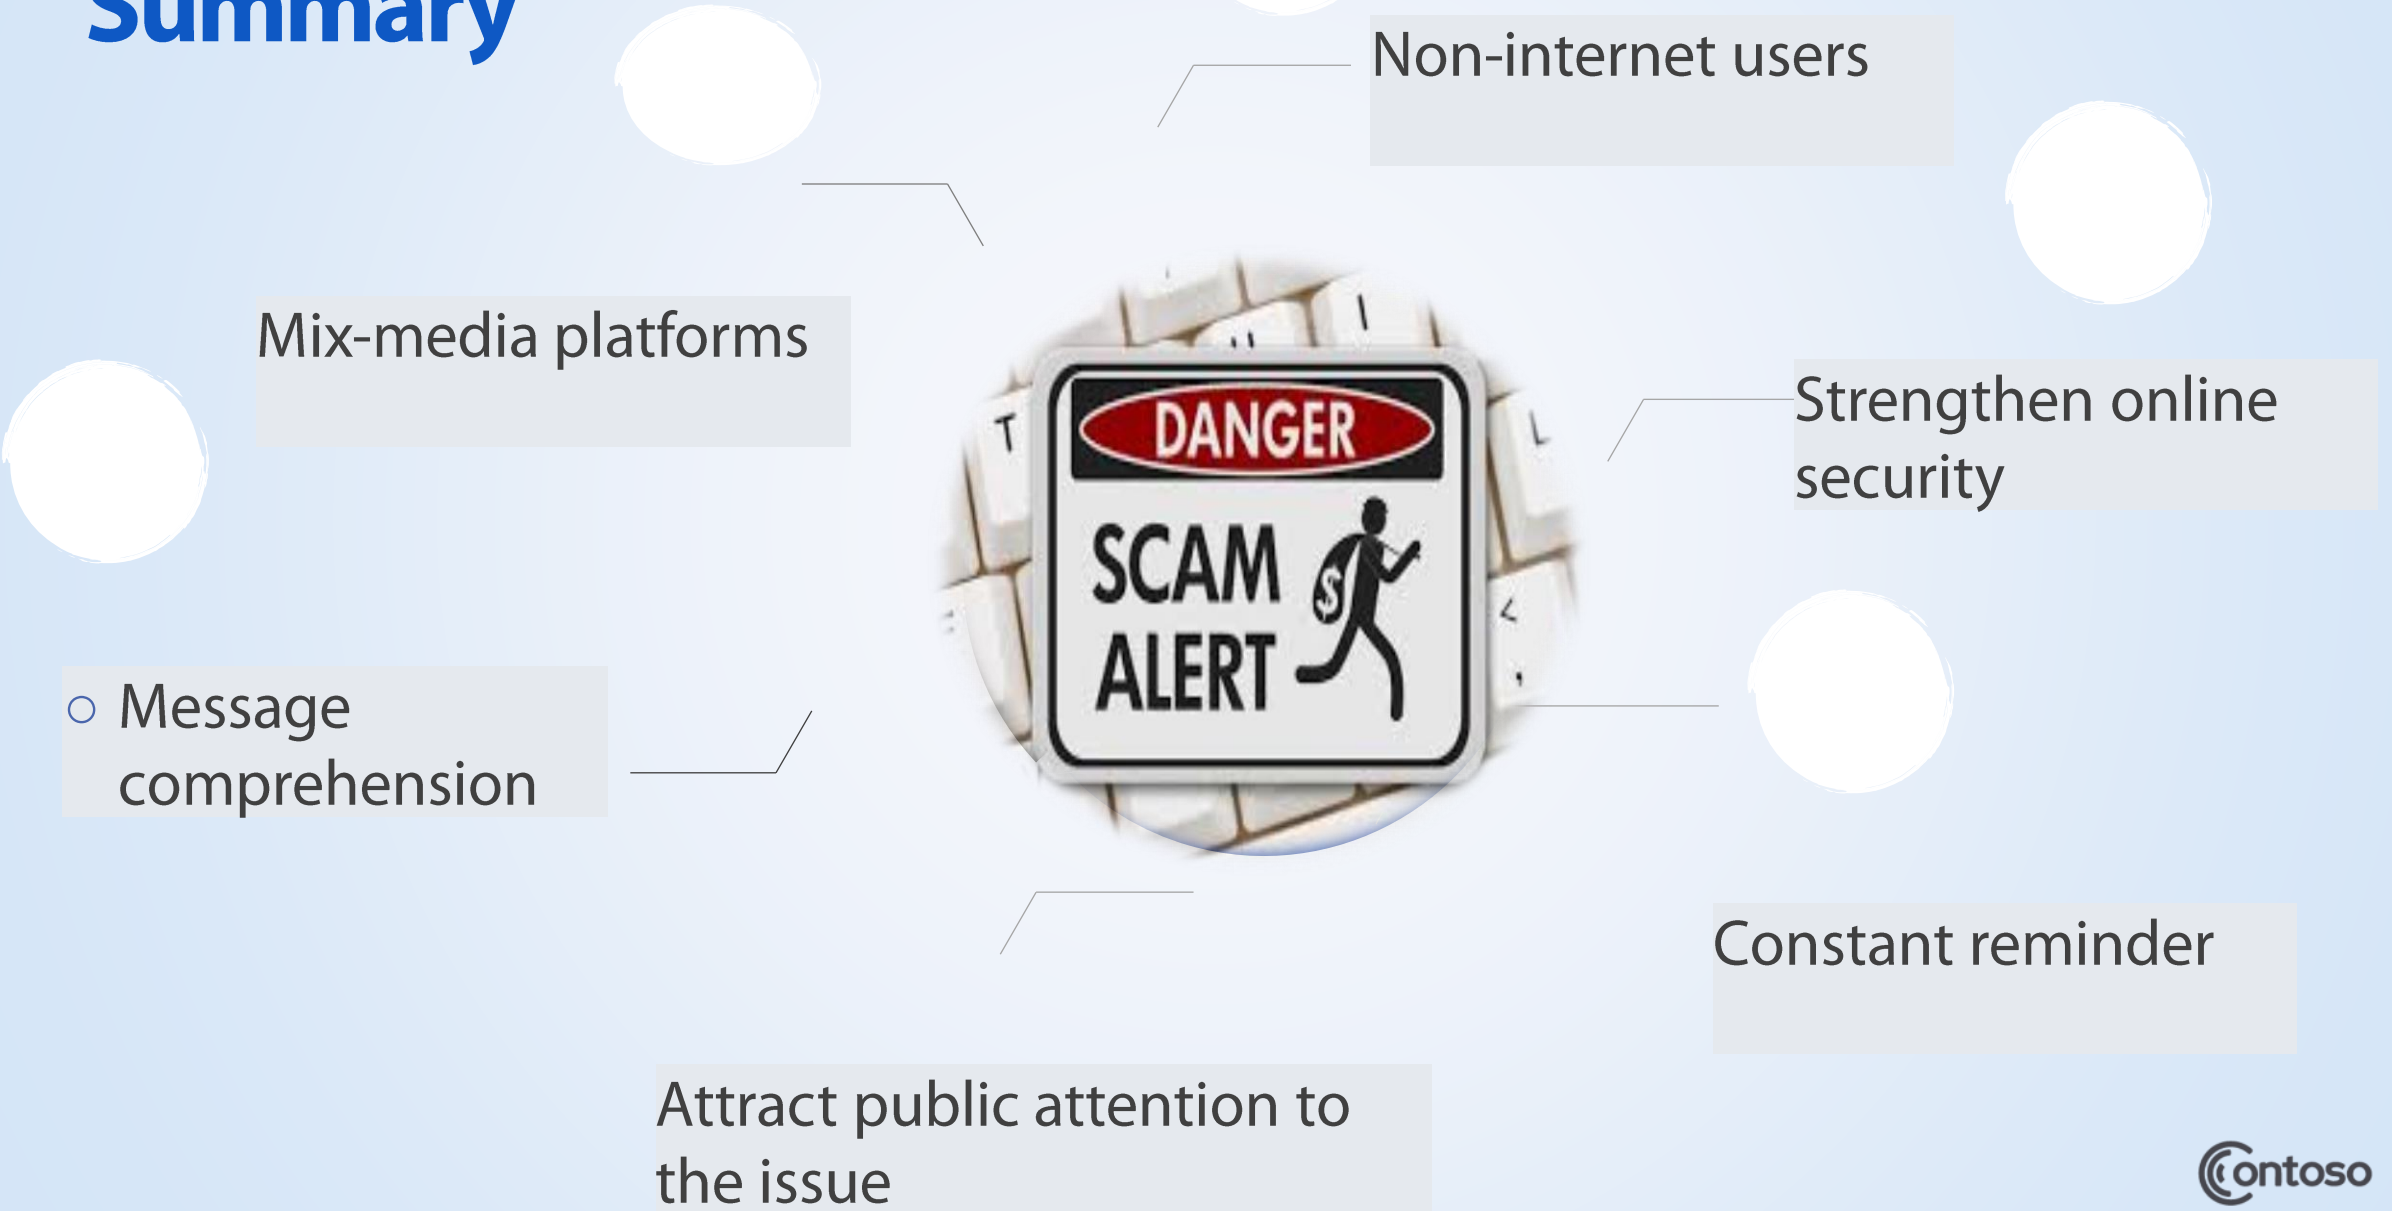 Summary
Non-internet users
Mix-media platforms
Strengthen online
security
T
I
L
DANGER
SCAM
ALERT
$
<
,
Message
comprehension
Constant reminder
Attract public attention to
the issue
Contoso